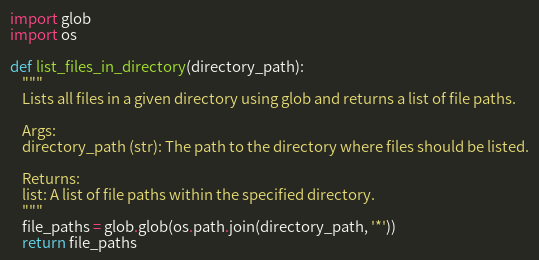 import glob
import os

def list_files_in_directory(directory_path):
    """
    Lists all files in a given directory using glob and returns a list of file paths.

    Args:
    directory_path (str): The path to the directory where files should be listed.

    Returns:
    list: A list of file paths within the specified directory.
    """
    file_paths = glob.glob(os.path.join(directory_path, '*'))
    return file_paths